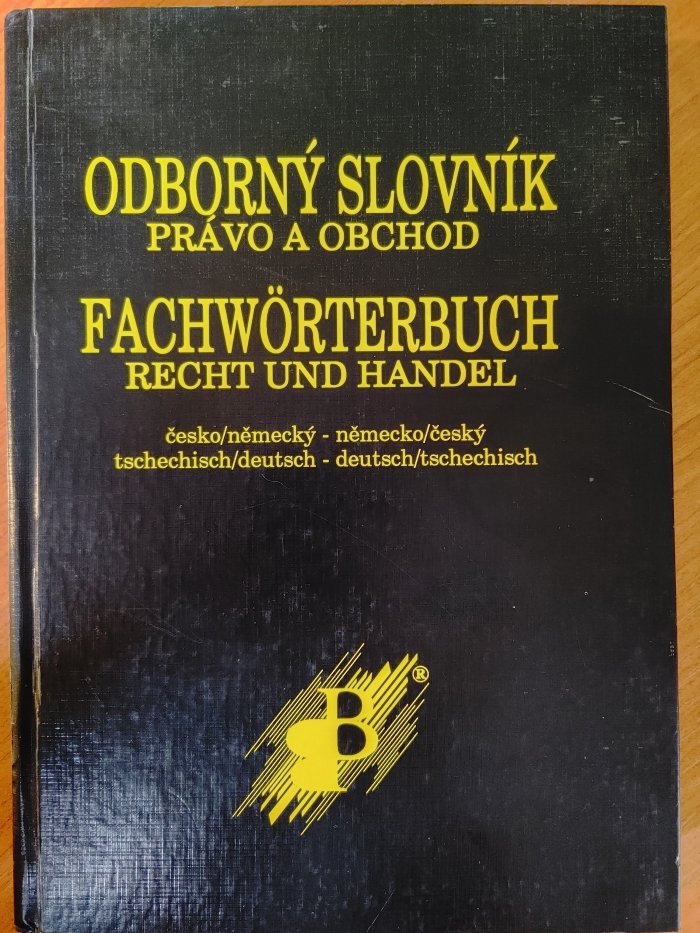 ODBORNÝ SLOVNÍK
PRÁVO A OBCHOD
FACHWÖRTERBUCH
RECHT UND HANDEL
česko/německý - německo/český
tschechisch/deutsch - deutsch/tschechisch
B®